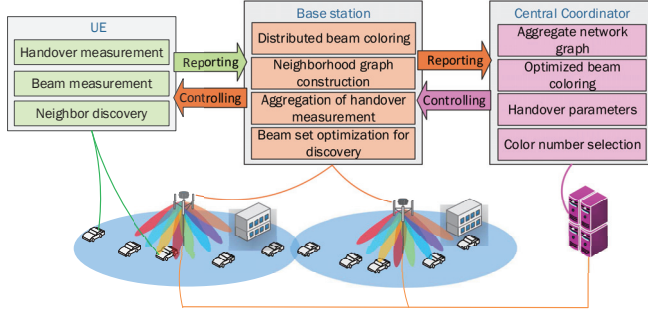 UE
Handover measurement
Beam measurement
Neighbor discovery
Reporting
Controlling
Base station
Distributed beam coloring
Neighborhood graph
construction
Aggregation of handover
measurement
Beam set optimization for
discovery
Reporting
Controlling
Central Coordinator
Aggregate network
graph
Optimized beam
coloring
Handover parameters
Color number selection